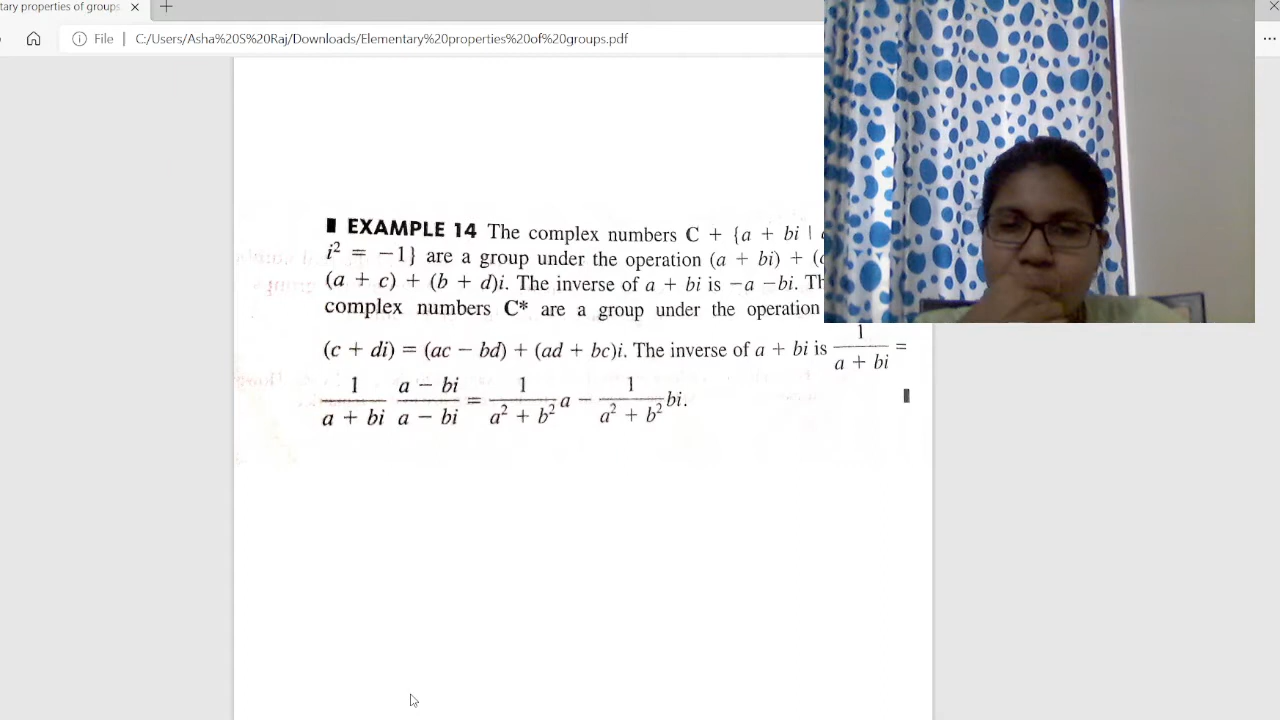 tary properties of groups
File
C:/Users/Asha%20S%20Raj/Downloads/Elementary%20properties%20of%20groups.pdf
EXAMPLE 14 The complex numbers C + {a + bi |
i² = −1} are a group under the operation (a + bi) +
(a + c) + (b + d)i. The inverse of a + bi is −a −bi.
complex numbers C* are a group under the operation
(c + di) = (ac − bd) + (ad + bc)i. The inverse of a + bi is 1/(a + bi) =
1/(a + bi) (a − bi)/(a − bi) = 1/(a² + b²) a − 1/(a² + b²) bi.